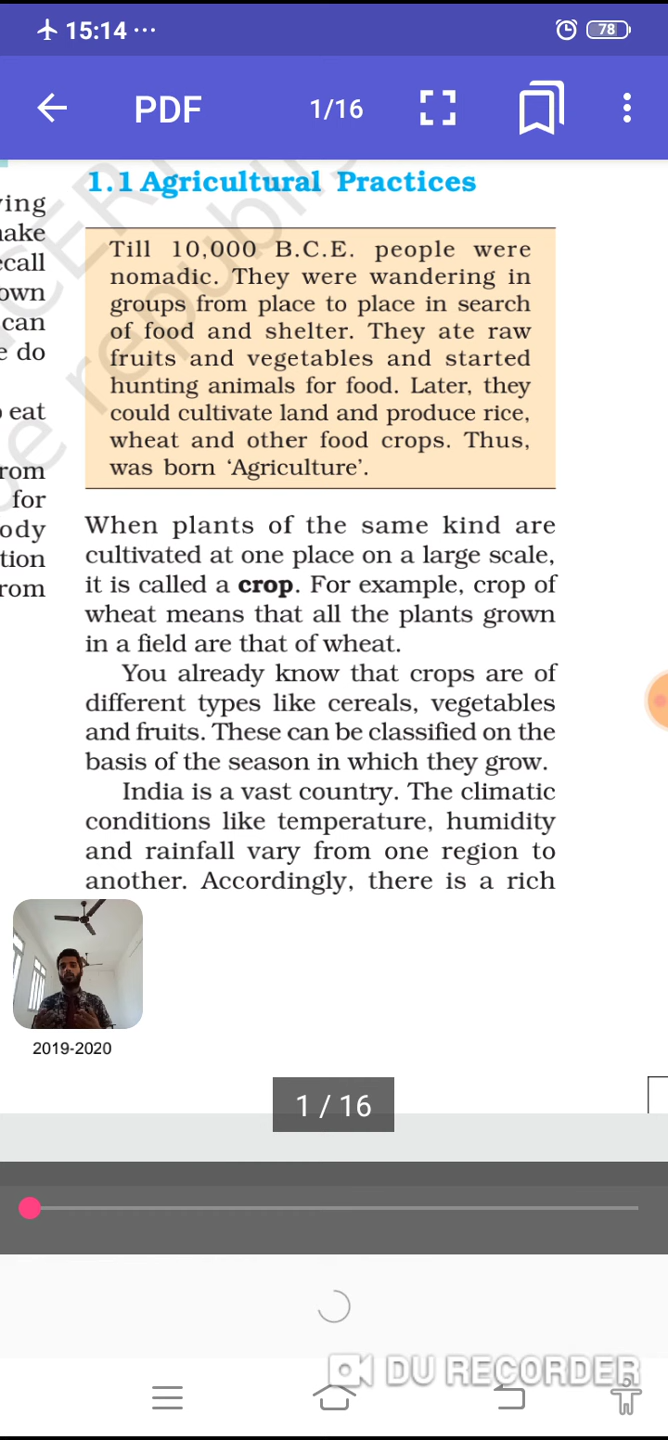 15:14 ...
78
PDF
1/16
1.1 Agricultural Practices
Till 10,000 B.C.E. people were
nomadic. They were wandering in
groups from place to place in search
of food and shelter. They ate raw
fruits and vegetables and started
hunting animals for food. Later, they
could cultivate land and produce rice,
wheat and other food crops. Thus,
was born ‘Agriculture’.
When plants of the same kind are
cultivated at one place on a large scale,
it is called a crop. For example, crop of
wheat means that all the plants grown
in a field are that of wheat.
You already know that crops are of
different types like cereals, vegetables
and fruits. These can be classified on the
basis of the season in which they grow.
India is a vast country. The climatic
conditions like temperature, humidity
and rainfall vary from one region to
another. Accordingly, there is a rich
2019-2020
1 / 16
DU RECORDER